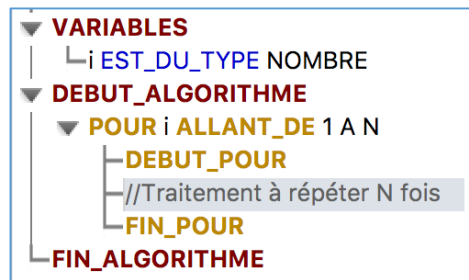 VARIABLES
i EST_DU_TYPE NOMBRE
DEBUT_ALGORITHME
POUR i ALLANT_DE 1 A N
DEBUT_POUR
//Traitement à répéter N fois
FIN_POUR
FIN_ALGORITHME